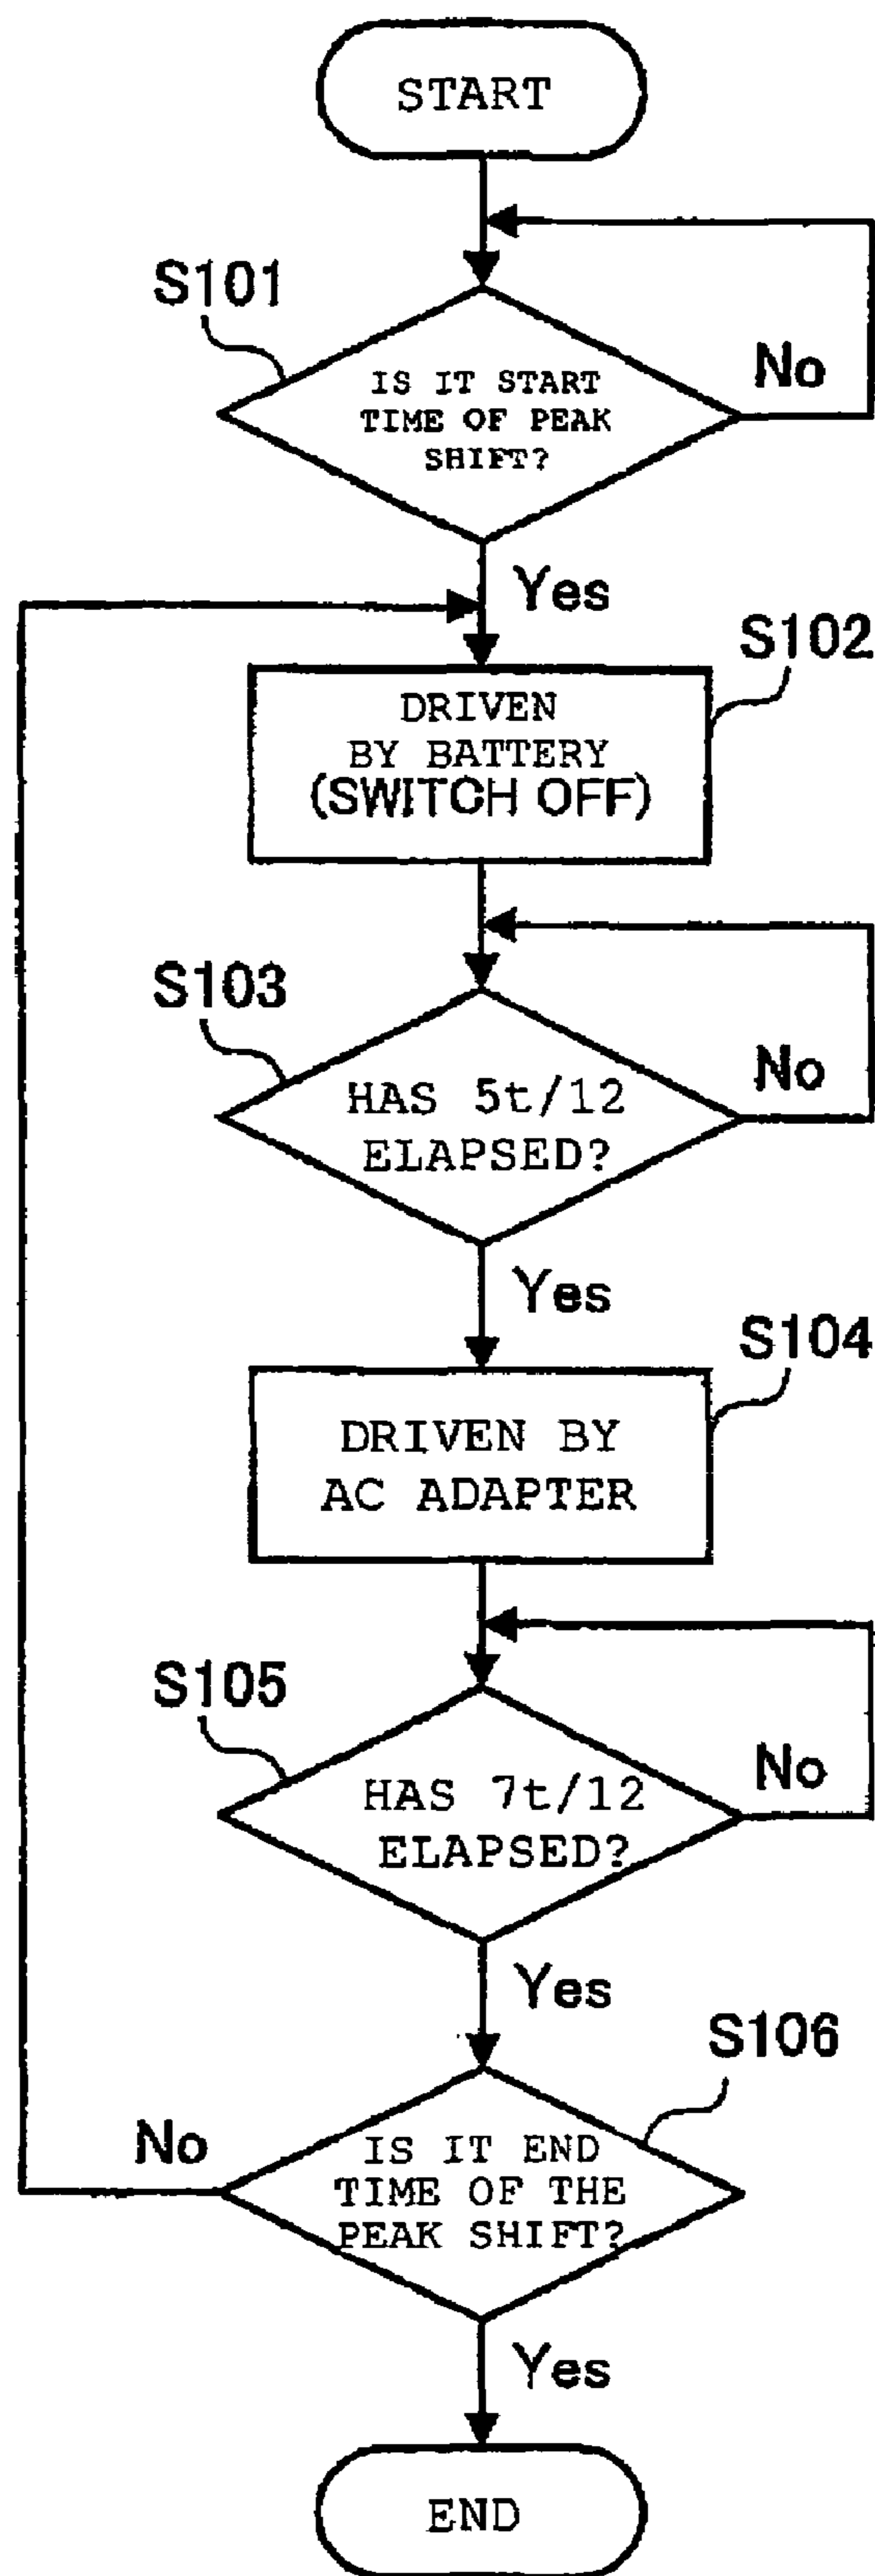 START
S101
IS IT START
TIME OF PEAK
SHIFT?
No
Yes
S102
DRIVEN
BY BATTERY
(SWITCH OFF)
S103
HAS 5t/12
ELAPSED?
No
Yes
S104
DRIVEN BY
AC ADAPTER
S105
HAS 7t/12
ELAPSED?
No
Yes
S106
IS IT END
TIME OF THE
PEAK SHIFT?
No
Yes
END